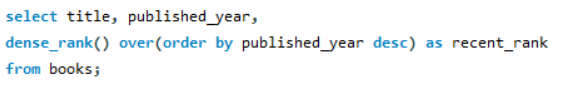 select title, published_year,
dense_rank() over(order by published_year desc) as recent_rank
from books;